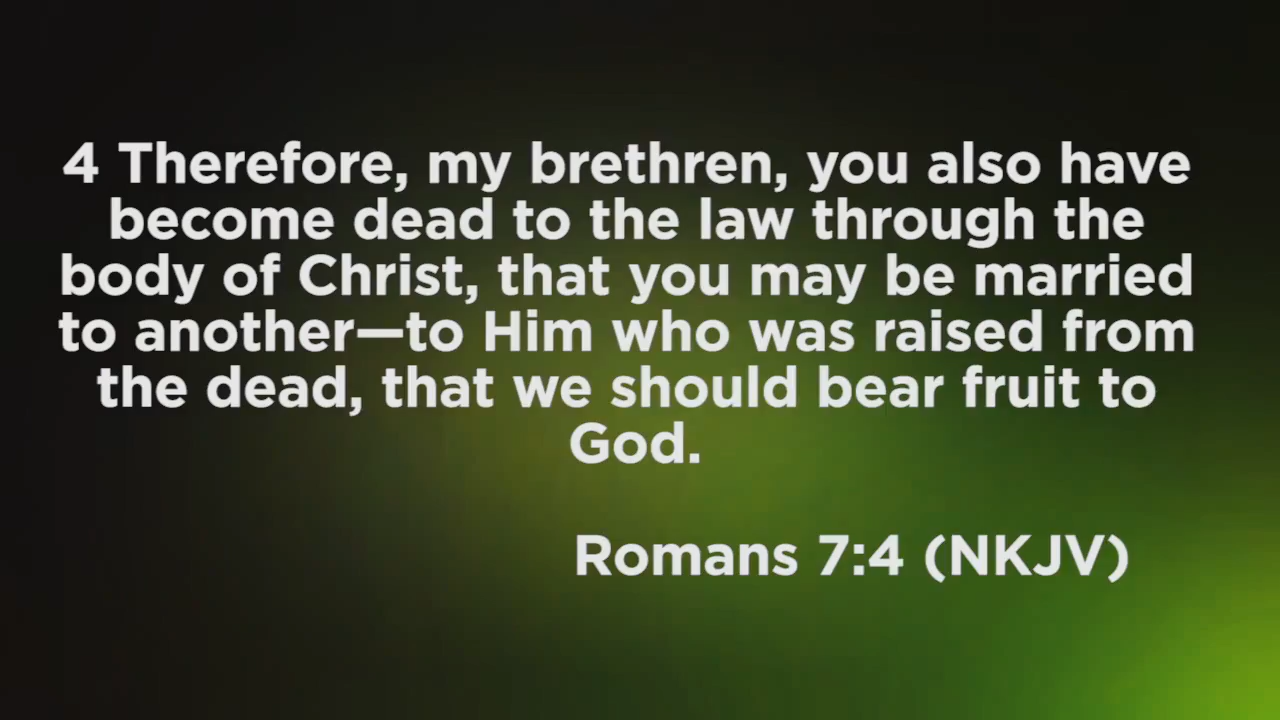 4 Therefore, my brethren, you also have
become dead to the law through the
body of Christ, that you may be married
to another—to Him who was raised from
the dead, that we should bear fruit to
God.
Romans 7:4 (NKJV)